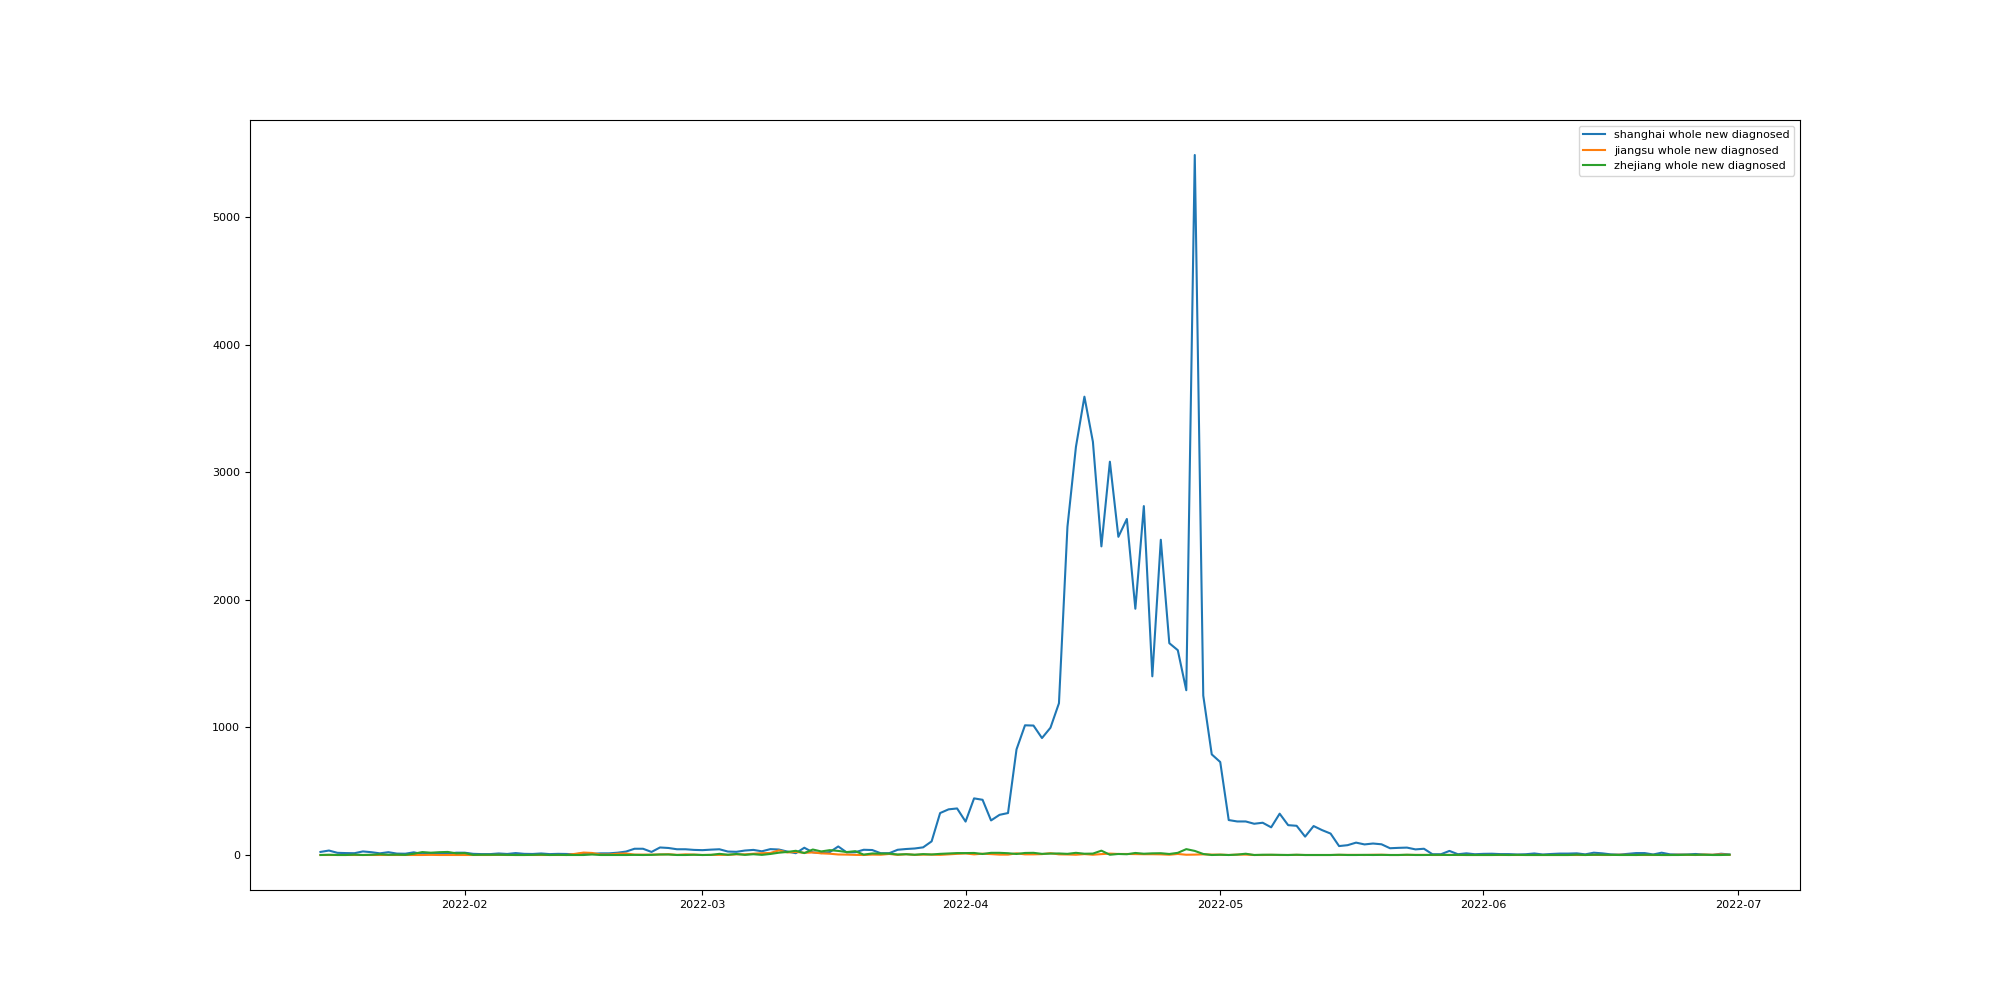 shanghai whole new diagnosed
jiangsu whole new diagnosed
zhejiang whole new diagnosed
5000
4000
3000
2000
1000
0
2022-02 2022-03 2022-04 2022-05 2022-06 2022-07